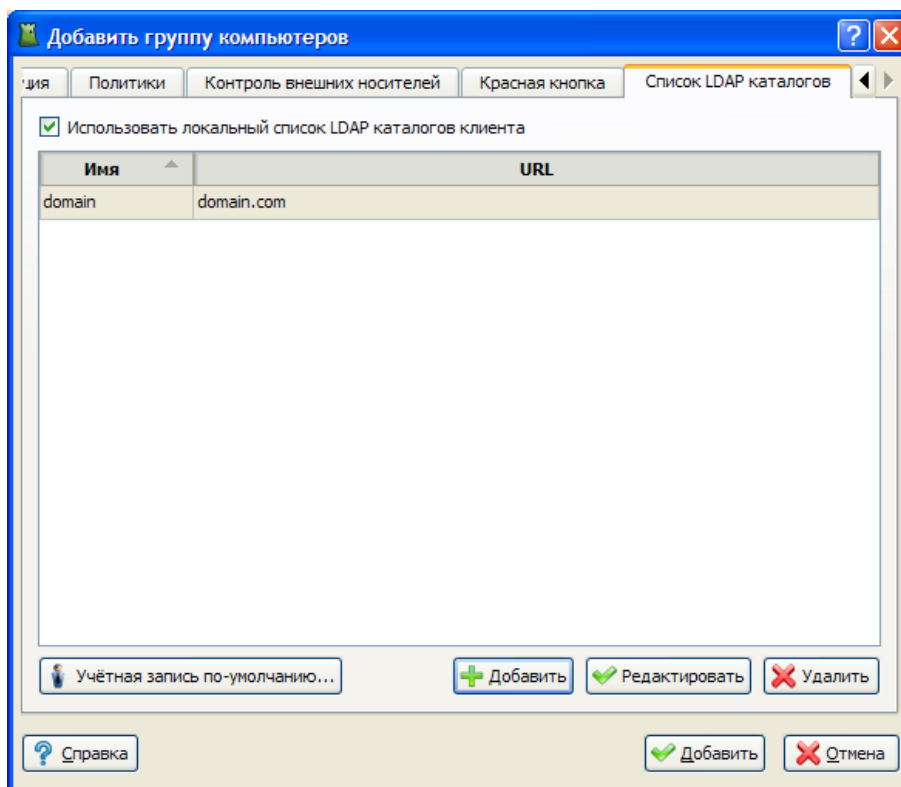 Добавить группу компьютеров
ция Политики Контроль внешних носителей Красная кнопка Список LDAP каталогов
Использовать локальный список LDAP каталогов клиента
Имя URL
domain domain.com
Учётная запись по-умолчанию... Добавить Редактировать Удалить
Справка Добавить Отмена